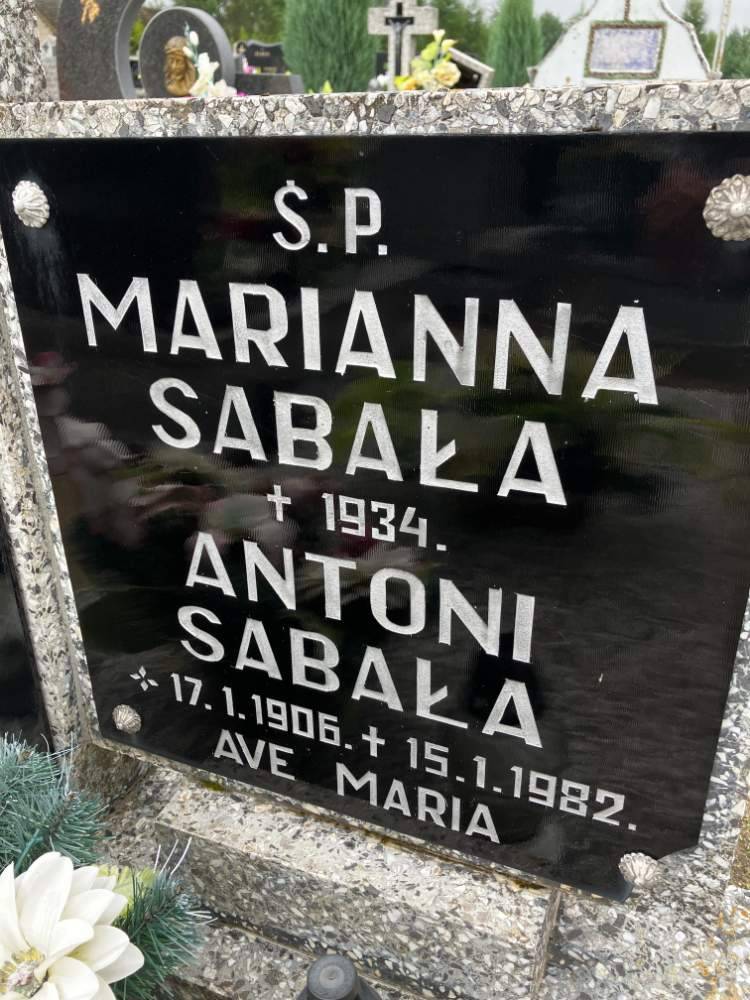 Ś.P.
MARIANNA
SABAŁA
✝ 1934.
ANTONI
SABAŁA
17.1.1906. ✝ 15.1.1982.
AVE MARIA